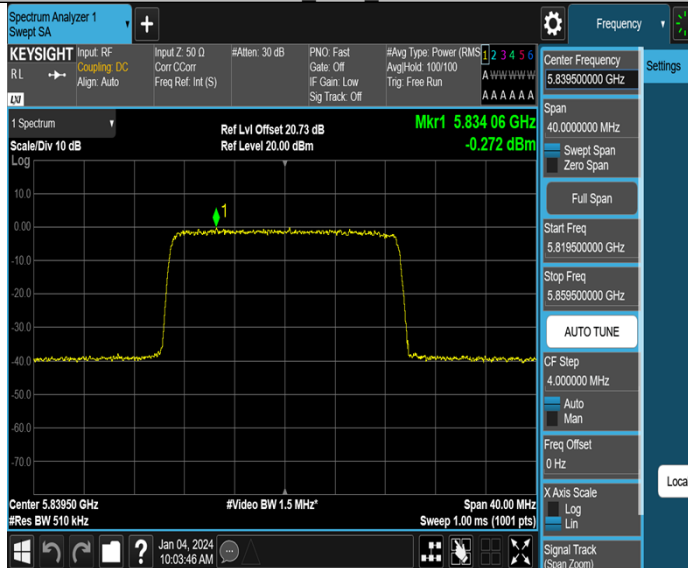 Spectrum Analyzer 1
Swept SA
+
Frequency
KEYSIGHT
RL
LXI
Input: RF
Coupling: DC
Align: Auto
Input Z: 50 Ω
Corr CCorr
Freq Ref: Int (S)
#Atten: 30 dB
PNO: Fast
Gate: Off
IF Gain: Low
Sig Track: Off
#Avg Type: Power (RMS
Avg|Hold: 100/100
Trig: Free Run
1 2 3 4 5 6
A W W W W W
A A A A A A
Center Frequency
5.839500000 GHz
Settings
Span
40.0000000 MHz
Swept Span
Zero Span
Full Span
Start Freq
5.819500000 GHz
Stop Freq
5.859500000 GHz
AUTO TUNE
CF Step
4.000000 MHz
Auto
Man
Freq Offset
0 Hz
X Axis Scale
Log
Lin
Signal Track
(Span Zoom)
Loca
1 Spectrum
Scale/Div 10 dB
Log
Ref Lvl Offset 20.73 dB
Ref Level 20.00 dBm
Mkr1 5.834 06 GHz
-0.272 dBm
1
10.0
0.00
-10.0
-20.0
-30.0
-40.0
-50.0
-60.0
-70.0
Center 5.83950 GHz
#Res BW 510 kHz
#Video BW 1.5 MHz*
Span 40.00 MHz
Sweep 1.00 ms (1001 pts)
?
Jan 04, 2024
10:03:46 AM